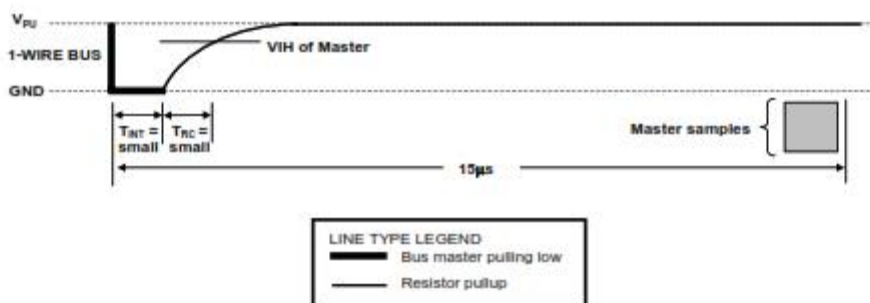 VPU
1-WIRE BUS
VIH of Master
GND
TINT =
small
TRC =
small
Master samples
15µs
LINE TYPE LEGEND
Bus master pulling low
Resistor pullup